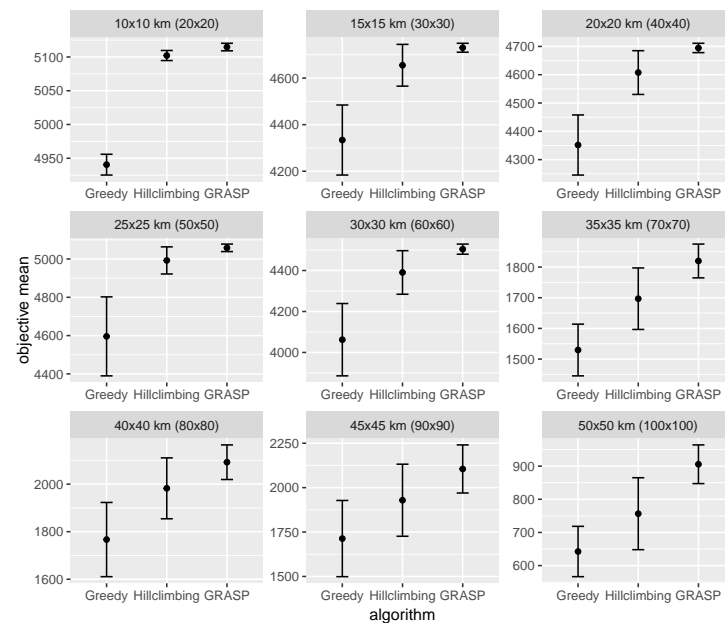 10x10 km (20x20)
15x15 km (30x30)
20x20 km (40x40)
5100
5050
5000
4950
4600
4400
4200
4700
4600
4500
4400
4300
Greedy Hillclimbing GRASP
Greedy Hillclimbing GRASP
Greedy Hillclimbing GRASP
25x25 km (50x50)
30x30 km (60x60)
35x35 km (70x70)
5000
4800
4600
4400
4400
4200
4000
1800
1700
1600
1500
Greedy Hillclimbing GRASP
Greedy Hillclimbing GRASP
Greedy Hillclimbing GRASP
40x40 km (80x80)
45x45 km (90x90)
50x50 km (100x100)
2000
1800
1600
2250
2000
1750
1500
900
800
700
600
Greedy Hillclimbing GRASP
Greedy Hillclimbing GRASP
Greedy Hillclimbing GRASP
objective mean
algorithm